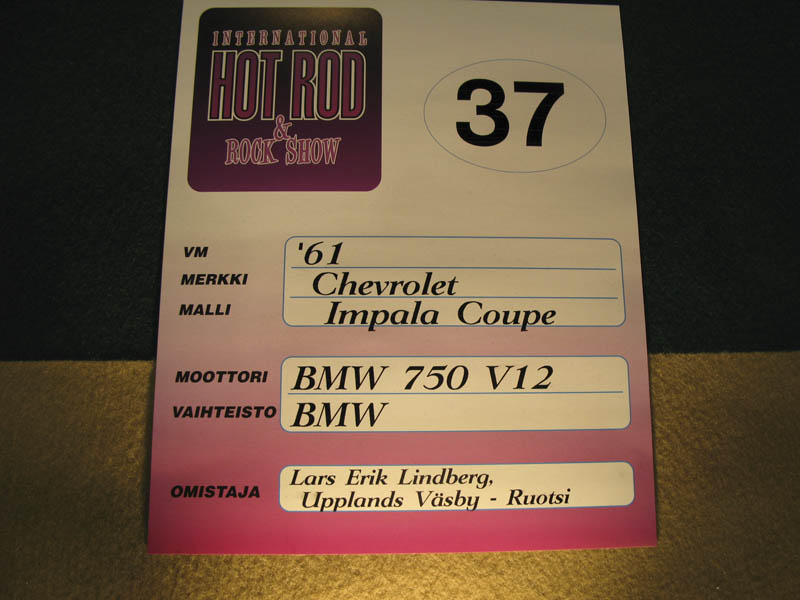 INTERNATIONAL
HOT ROD
&
ROCK SHOW
37
VM '61
MERKKI Chevrolet
MALLI Impala Coupe
MOOTTORI BMW 750 V12
VAIHTEISTO BMW
OMISTAJA Lars Erik Lindberg,
Upplands Väsby - Ruotsi